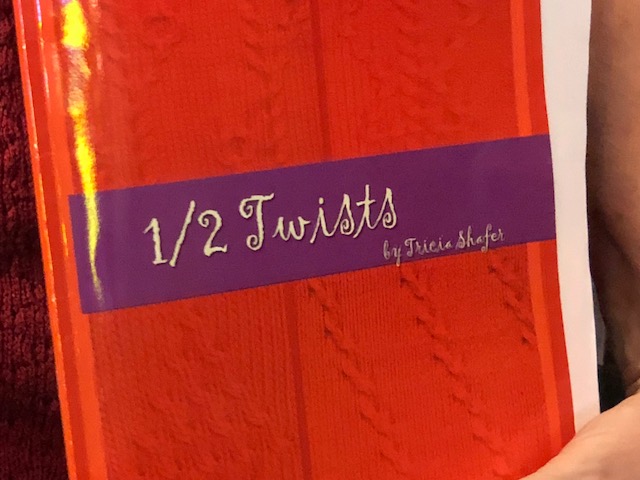 1/2 Twists
by Tricia Shafer